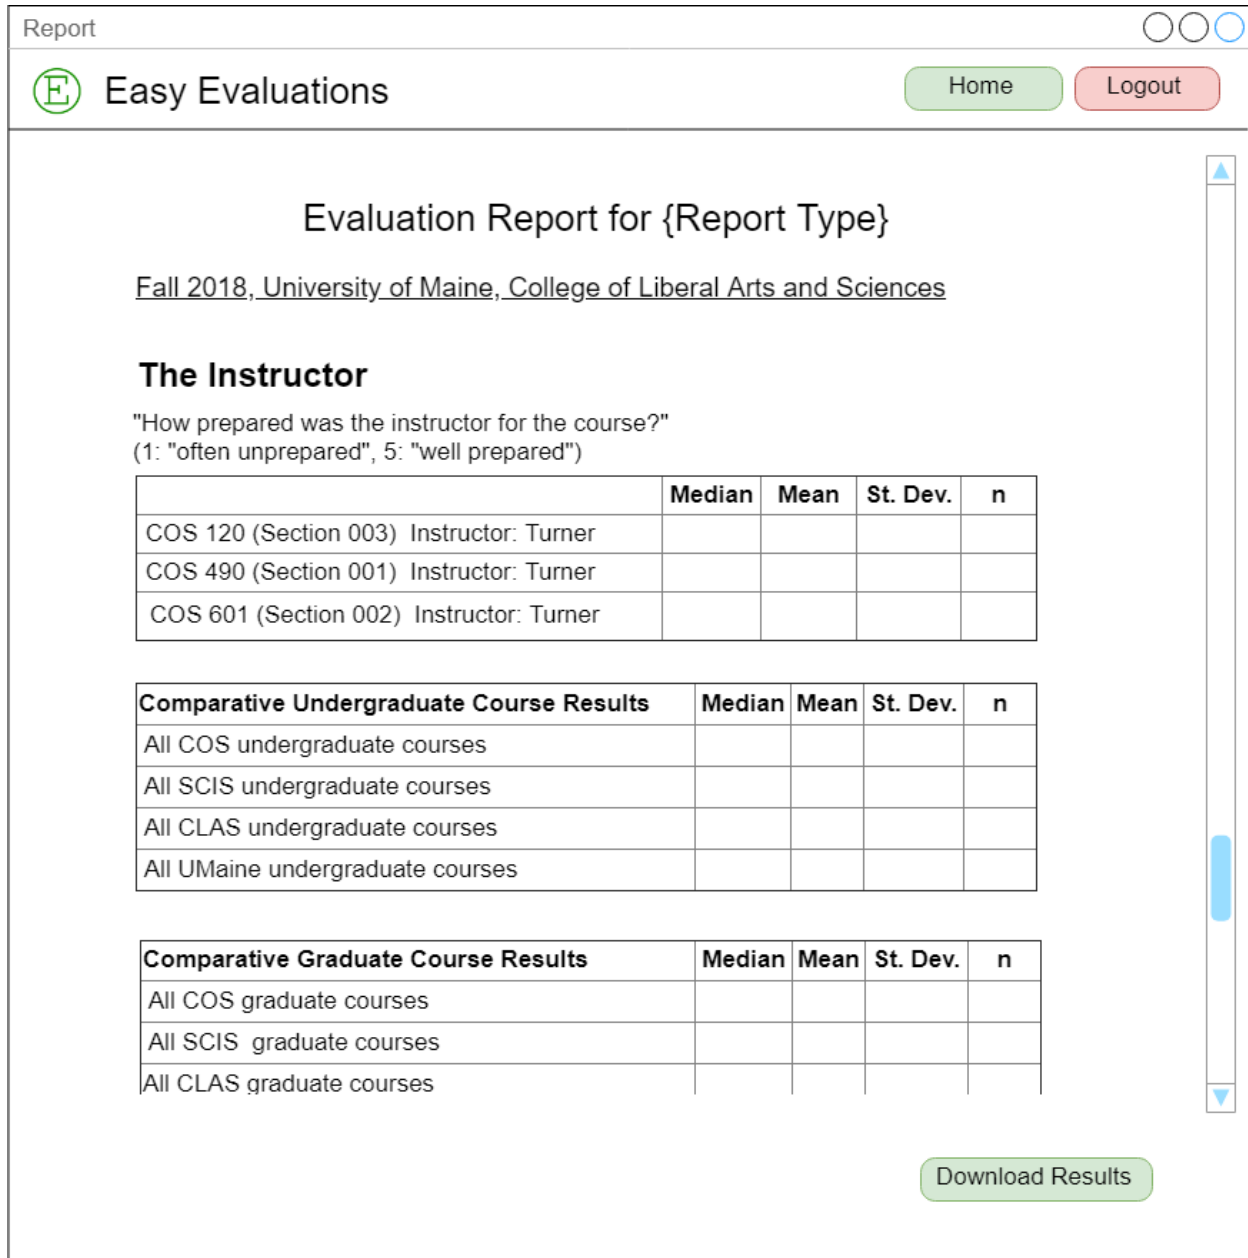 Report
E Easy Evaluations Home Logout
Evaluation Report for {Report Type}
Fall 2018, University of Maine, College of Liberal Arts and Sciences
The Instructor
"How prepared was the instructor for the course?"
(1: "often unprepared", 5: "well prepared")
Median Mean St. Dev. n
COS 120 (Section 003) Instructor: Turner
COS 490 (Section 001) Instructor: Turner
COS 601 (Section 002) Instructor: Turner
Comparative Undergraduate Course Results Median Mean St. Dev. n
All COS undergraduate courses
All SCIS undergraduate courses
All CLAS undergraduate courses
All UMaine undergraduate courses
Comparative Graduate Course Results Median Mean St. Dev. n
All COS graduate courses
All SCIS graduate courses
All CLAS graduate courses
Download Results